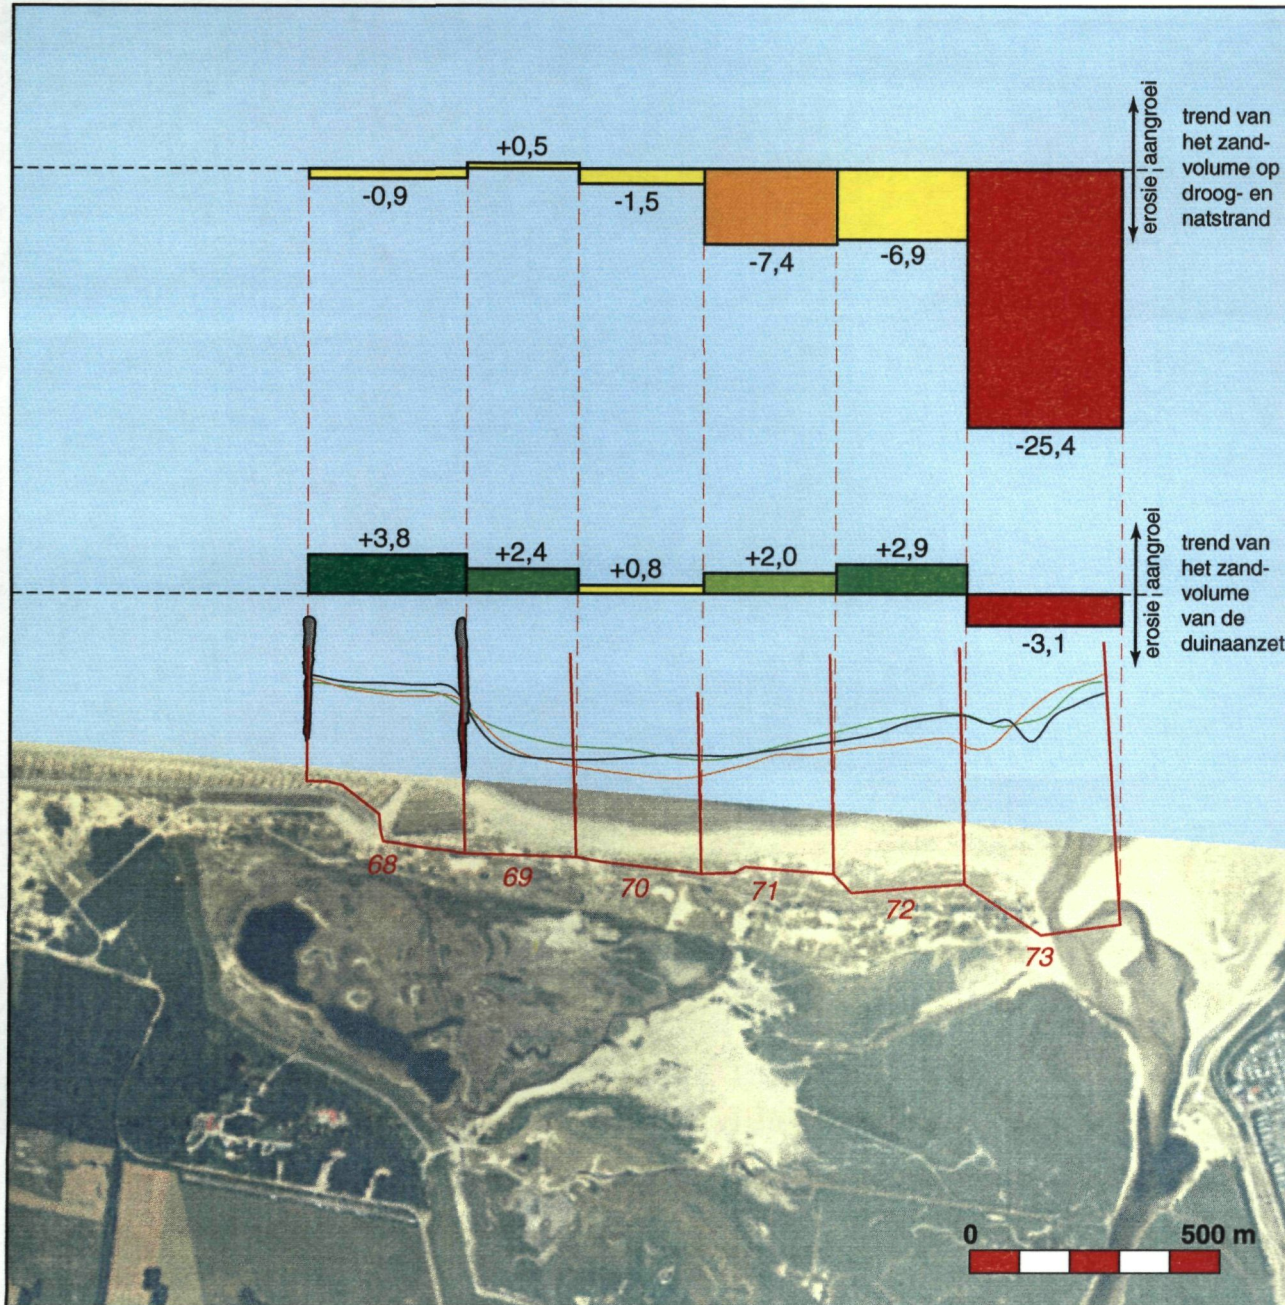 trend van
het zand-
volume op
droog- en
natstrand
erosie
aangroei
+0,5
-0,9
-1,5
-7,4
-6,9
-25,4
trend van
het zand-
volume
van de
duinaanzet
erosie
aangroei
+3,8
+2,4
+0,8
+2,0
+2,9
-3,1
68
69
70
71
72
73
0
500 m